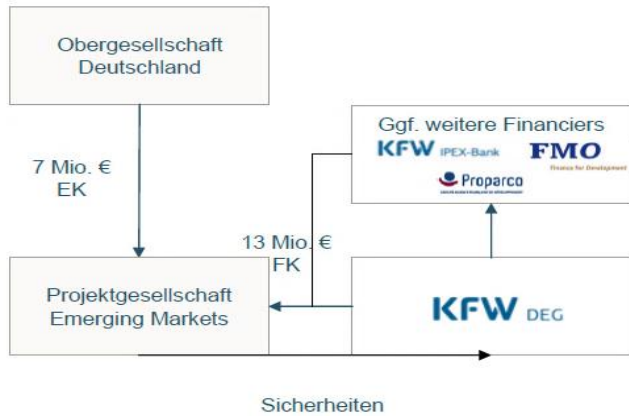 Obergesellschaft
Deutschland
7 Mio. €
EK
Ggf. weitere Financiers
KFW IPEX-Bank
FMO
Finance for Development
Proparco
13 Mio. €
FK
Projektgesellschaft
Emerging Markets
KFW DEG
Sicherheiten